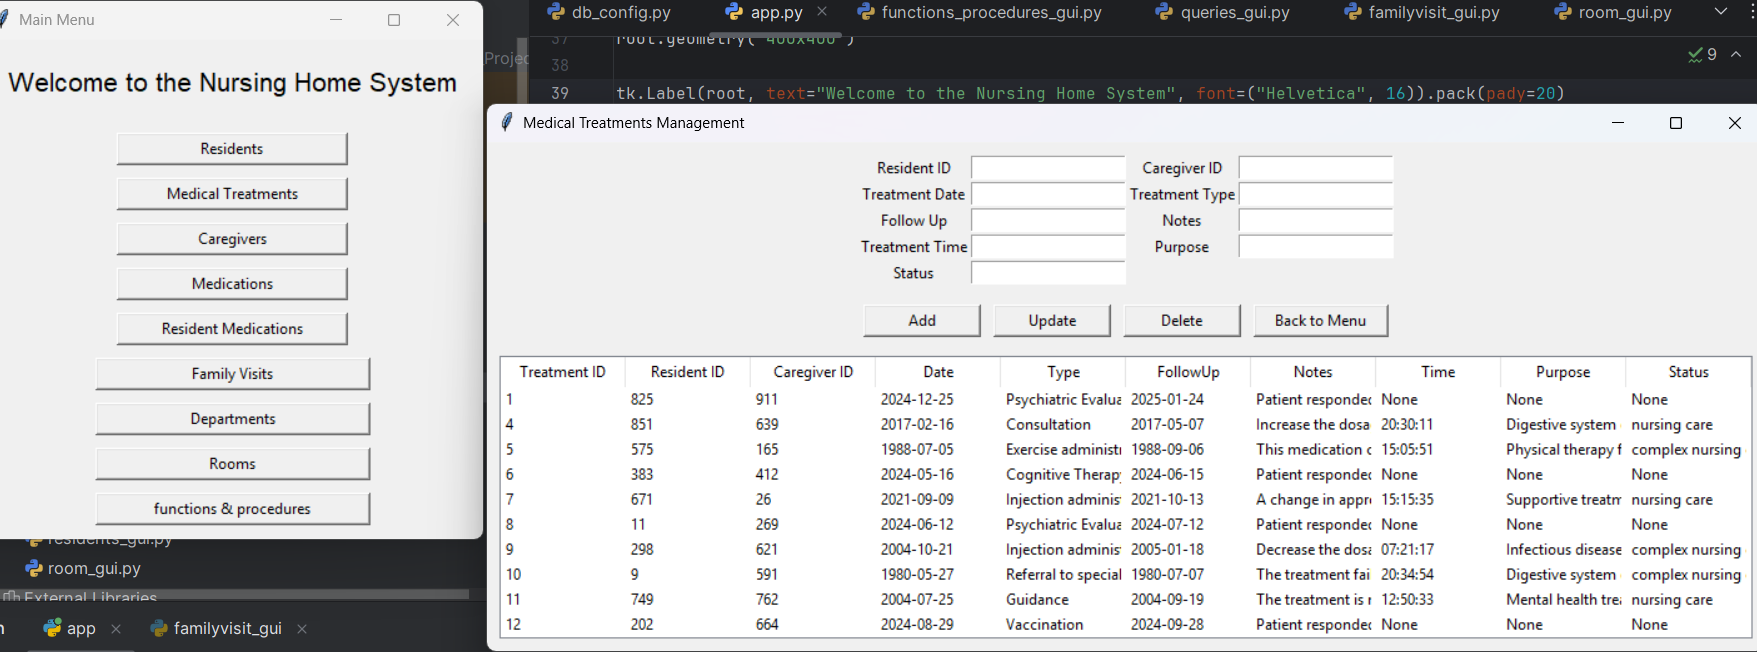 Main Menu
Welcome to the Nursing Home System
Residents
Medical Treatments
Caregivers
Medications
Resident Medications
Family Visits
Departments
Rooms
functions & procedures
db_config.py app.py functions_procedures_gui.py queries_gui.py familyvisit_gui.py room_gui.py
Projec
37 root.geometry("400x400")
38
9
39 tk.Label(root, text="Welcome to the Nursing Home System", font=("Helvetica", 16)).pack(pady=20)
Medical Treatments Management
Resident ID Caregiver ID
Treatment Date Treatment Type
Follow Up Notes
Treatment Time Purpose
Status
Add Update Delete Back to Menu
Treatment ID Resident ID Caregiver ID Date Type FollowUp Notes Time Purpose Status
1 825 911 2024-12-25 Psychiatric Evalua 2025-01-24 Patient responded None None None
4 851 639 2017-02-16 Consultation 2017-05-07 Increase the dosa 20:30:11 Digestive system nursing care
5 575 165 1988-07-05 Exercise administr 1988-09-06 This medication c 15:05:51 Physical therapy f complex nursing
6 383 412 2024-05-16 Cognitive Therapy 2024-06-15 Patient responded None None None
7 671 26 2021-09-09 Injection adminis 2021-10-13 A change in appr 15:15:35 Supportive treatm nursing care
8 11 269 2024-06-12 Psychiatric Evalua 2024-07-12 Patient responded None None None
9 298 621 2004-10-21 Injection adminis 2005-01-18 Decrease the dosa 07:21:17 Infectious disease complex nursing
10 9 591 1980-05-27 Referral to special 1980-07-07 The treatment fai 20:34:54 Digestive system complex nursing
11 749 762 2004-07-25 Guidance 2004-09-19 The treatment is r 12:50:33 Mental health trea nursing care
12 202 664 2024-08-29 Vaccination 2024-09-28 Patient responded None None None
residents_gui.py
room_gui.py
External Libraries
n app familyvisit_gui